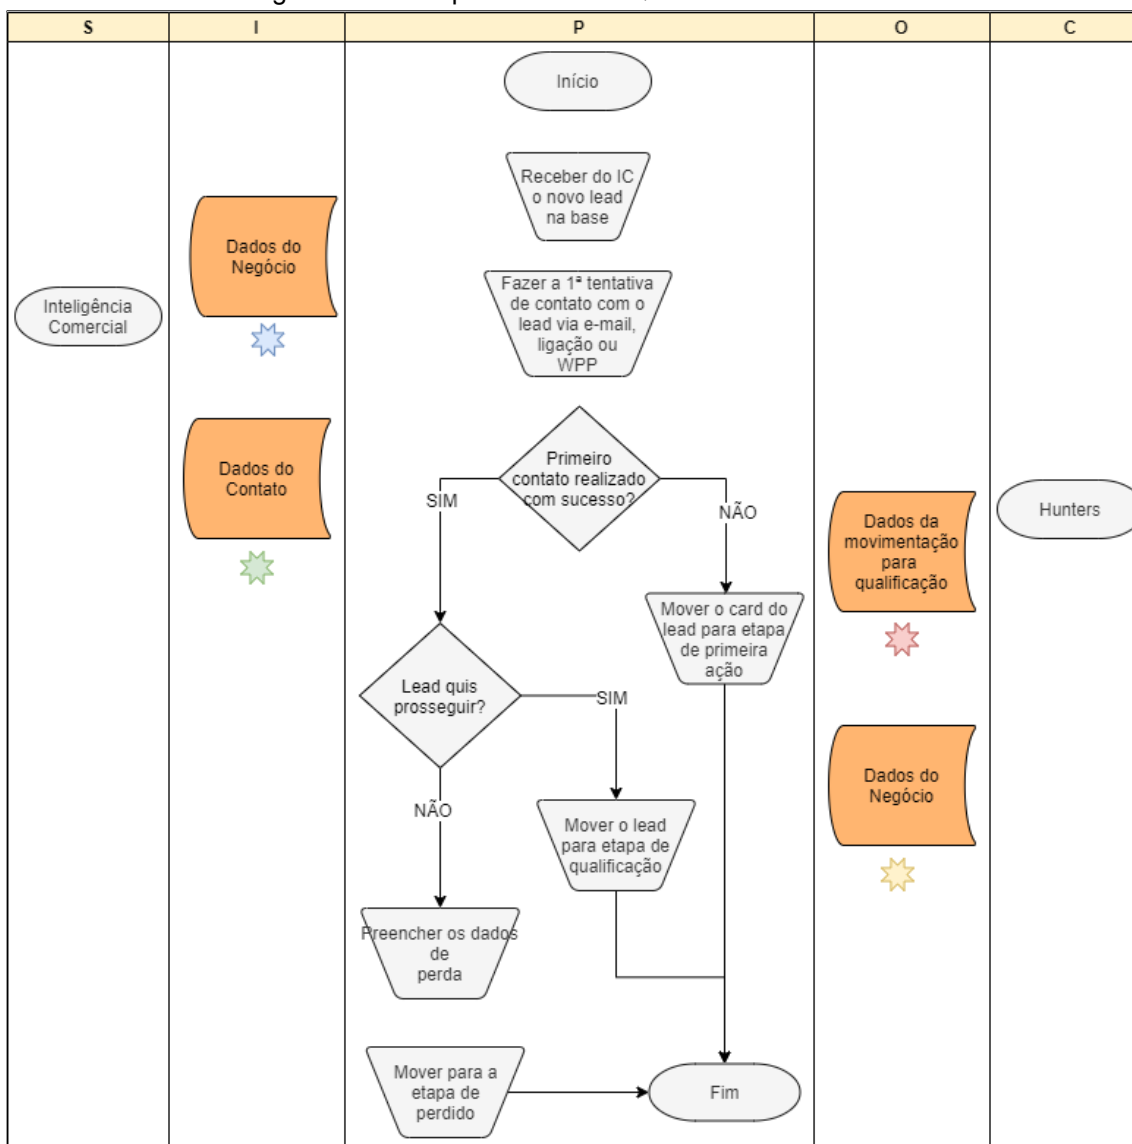 S
I
P
O
C
Início
Receber do IC
o novo lead
na base
Dados do
Negócio
Inteligência
Comercial
Fazer a 1ª tentativa
de contato com o
lead via e-mail,
ligação ou
WPP
Dados do
Contato
Primeiro
contato realizado
com sucesso?
SIM
NÃO
Dados da
movimentação
para
qualificação
Hunters
Mover o card do
lead para etapa
de primeira
ação
Lead quis
prosseguir?
SIM
NÃO
Dados do
Negócio
Mover o lead
para etapa de
qualificação
Preencher os dados
de
perda
Mover para a
etapa de
perdido
Fim